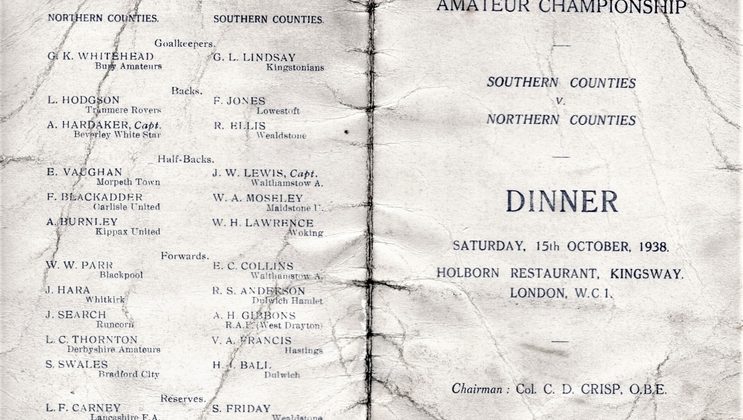 NORTHERN COUNTIES. SOUTHERN COUNTIES.
Goalkeepers.
G. K. WHITEHEAD G. L. LINDSAY
Bury Amateurs Kingstonians
Backs.
L. HODGSON F. JONES
Tranmere Rovers Lowestoft
A. HARDAKER, Capt. R. ELLIS
Beverley White Star Wealdstone
Half-Backs.
E. VAUGHAN J. W. LEWIS, Capt.
Morpeth Town Walthamstow A.
F. BLACKADDER W. A. MOSELEY
Carlisle United Maidstone U.
A. BURNLEY W. H. LAWRENCE
Kippax United Woking
Forwards.
W. W. PARR E. C. COLLINS
Blackpool Walthamstow A.
J. HARA R. S. ANDERSON
Whitkirk Dulwich Hamlet
J. SEARCH A. H. GIBBONS
Runcorn R.A.F. (West Drayton)
L. C. THORNTON V. A. FRANCIS
Derbyshire Amateurs Hastings
S. SWALES H. J. BALL
Bradford City Dulwich
Reserves.
L. F. CARNEY S. FRIDAY
Lancashire F.A. Wealdstone
AMATEUR CHAMPIONSHIP
SOUTHERN COUNTIES
v.
NORTHERN COUNTIES
DINNER
SATURDAY, 15th OCTOBER, 1938.
HOLBORN RESTAURANT, KINGSWAY.
LONDON, W.C.1.
Chairman : Col. C. D. CRISP, O.B.E.